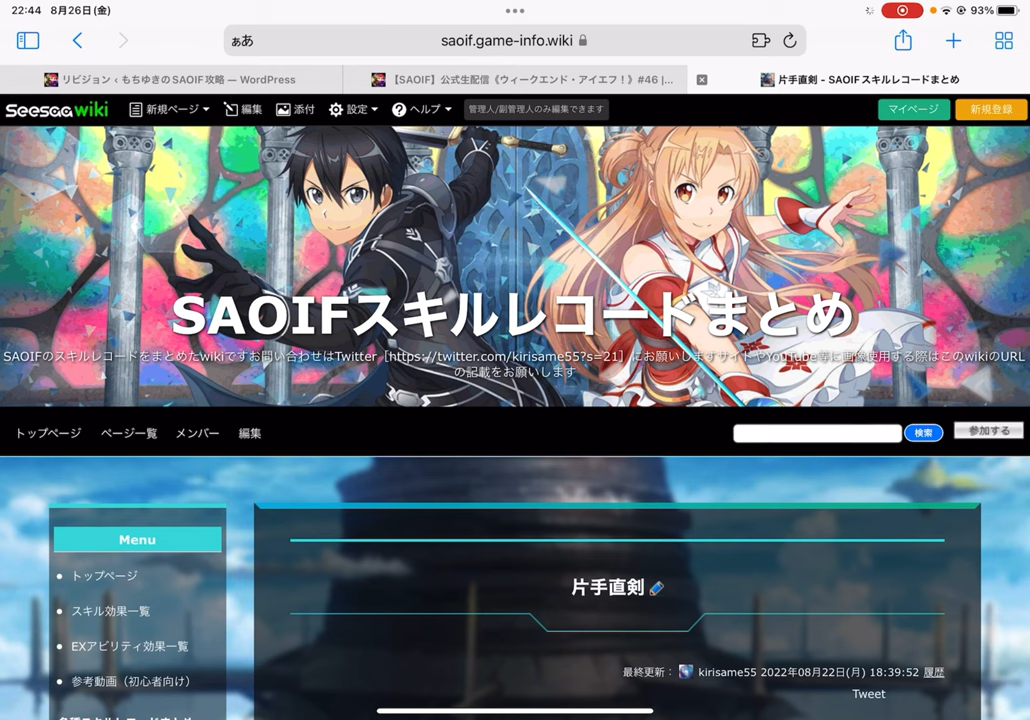 22:44 8月26日(金)
93%
ぁあ
saoif.game-info.wiki
リビジョン ‹ もちゆきのSAOIF攻略 — WordPress
【SAOIF】公式生配信《ウィークエンド・アイエフ！》#46 |...
片手直剣 - SAOIFスキルレコードまとめ
Seesaawiki
新規ページ
編集
添付
設定
ヘルプ
管理人/副管理人のみ編集できます
マイページ
新規登録
SAOIFスキルレコードまとめ
SAOIFのスキルレコードをまとめたwikiですお問い合わせはTwitter［https://twitter.com/kirisame55?s=21］にお願いしますサイトやYouTube等に画像使用する際はこのwikiのURL
の記載をお願いします
トップページ
ページ一覧
メンバー
編集
検索
参加する
Menu
トップページ
スキル効果一覧
EXアビリティ効果一覧
参考動画（初心者向け）
片手直剣
最終更新： kirisame55 2022年08月22日(月) 18:39:52 履歴
Tweet